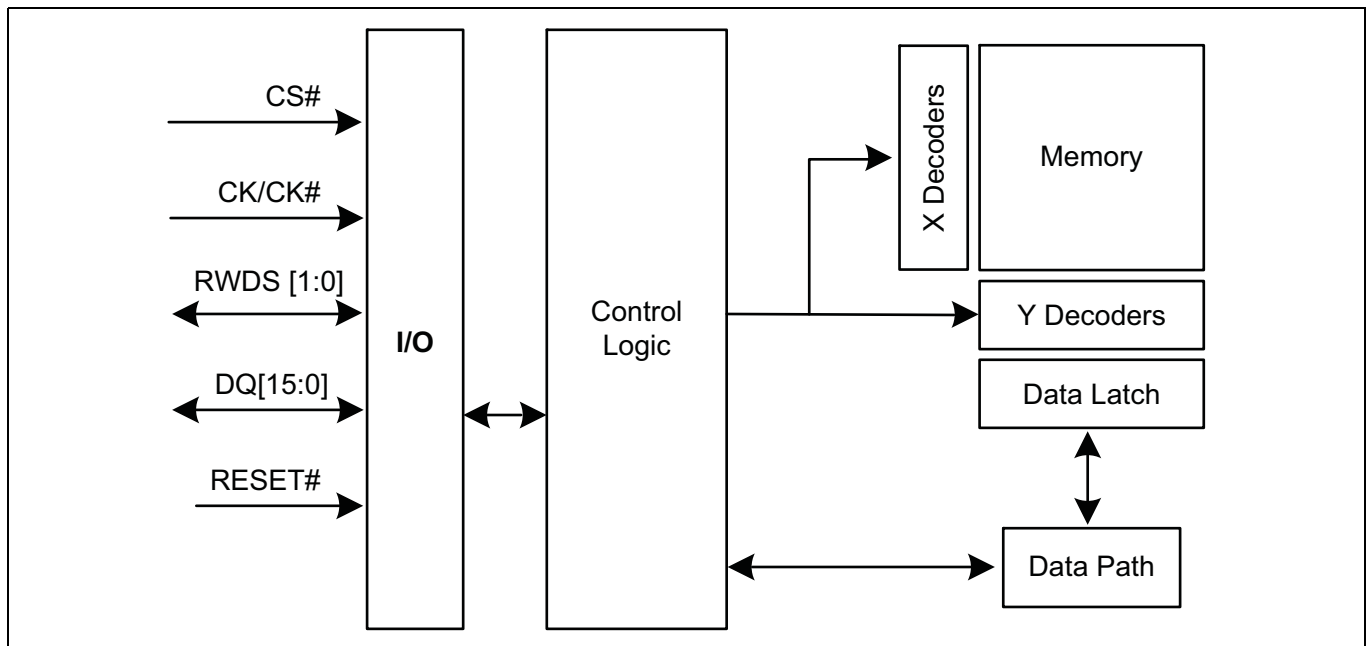 CS#
CK/CK#
RWDS [1:0]
DQ[15:0]
RESET#
I/O
Control
Logic
X Decoders
Memory
Y Decoders
Data Latch
Data Path